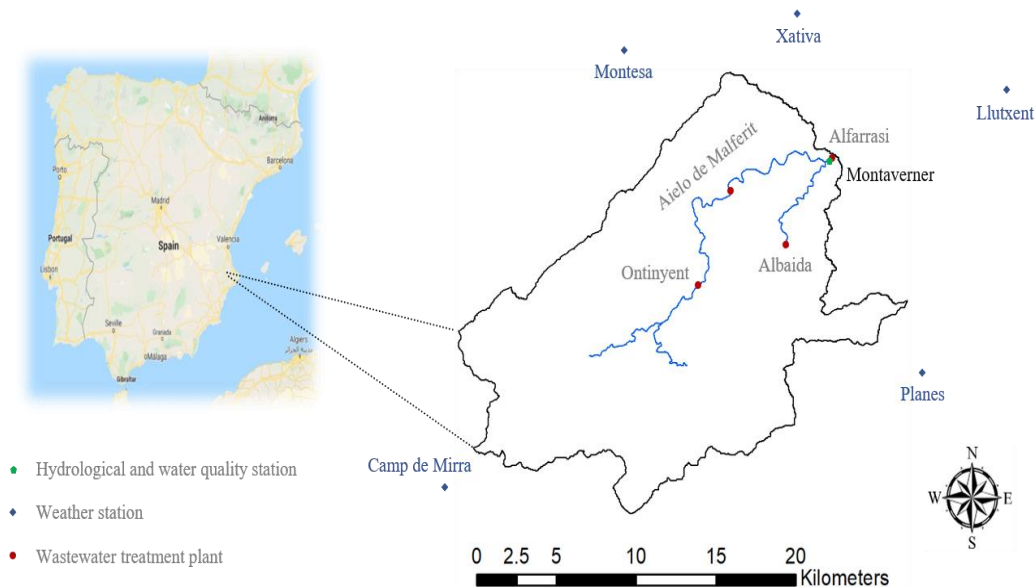 Xativa
Montesa
Llutxent
Andorra
Barcelona
Porto
Madrid
Portugal
Spain
Valencia
Lisbon
Seville
Granada
Málaga
Gibraltar
Algiers
الجزائر
Alfarrasi
Montaverner
Aielo de Malferit
Ontinyent
Albaida
Planes
Camp de Mirra
Hydrological and water quality station
Weather station
Wastewater treatment plant
N
W E
S
0 2.5 5 10 15 20
Kilometers